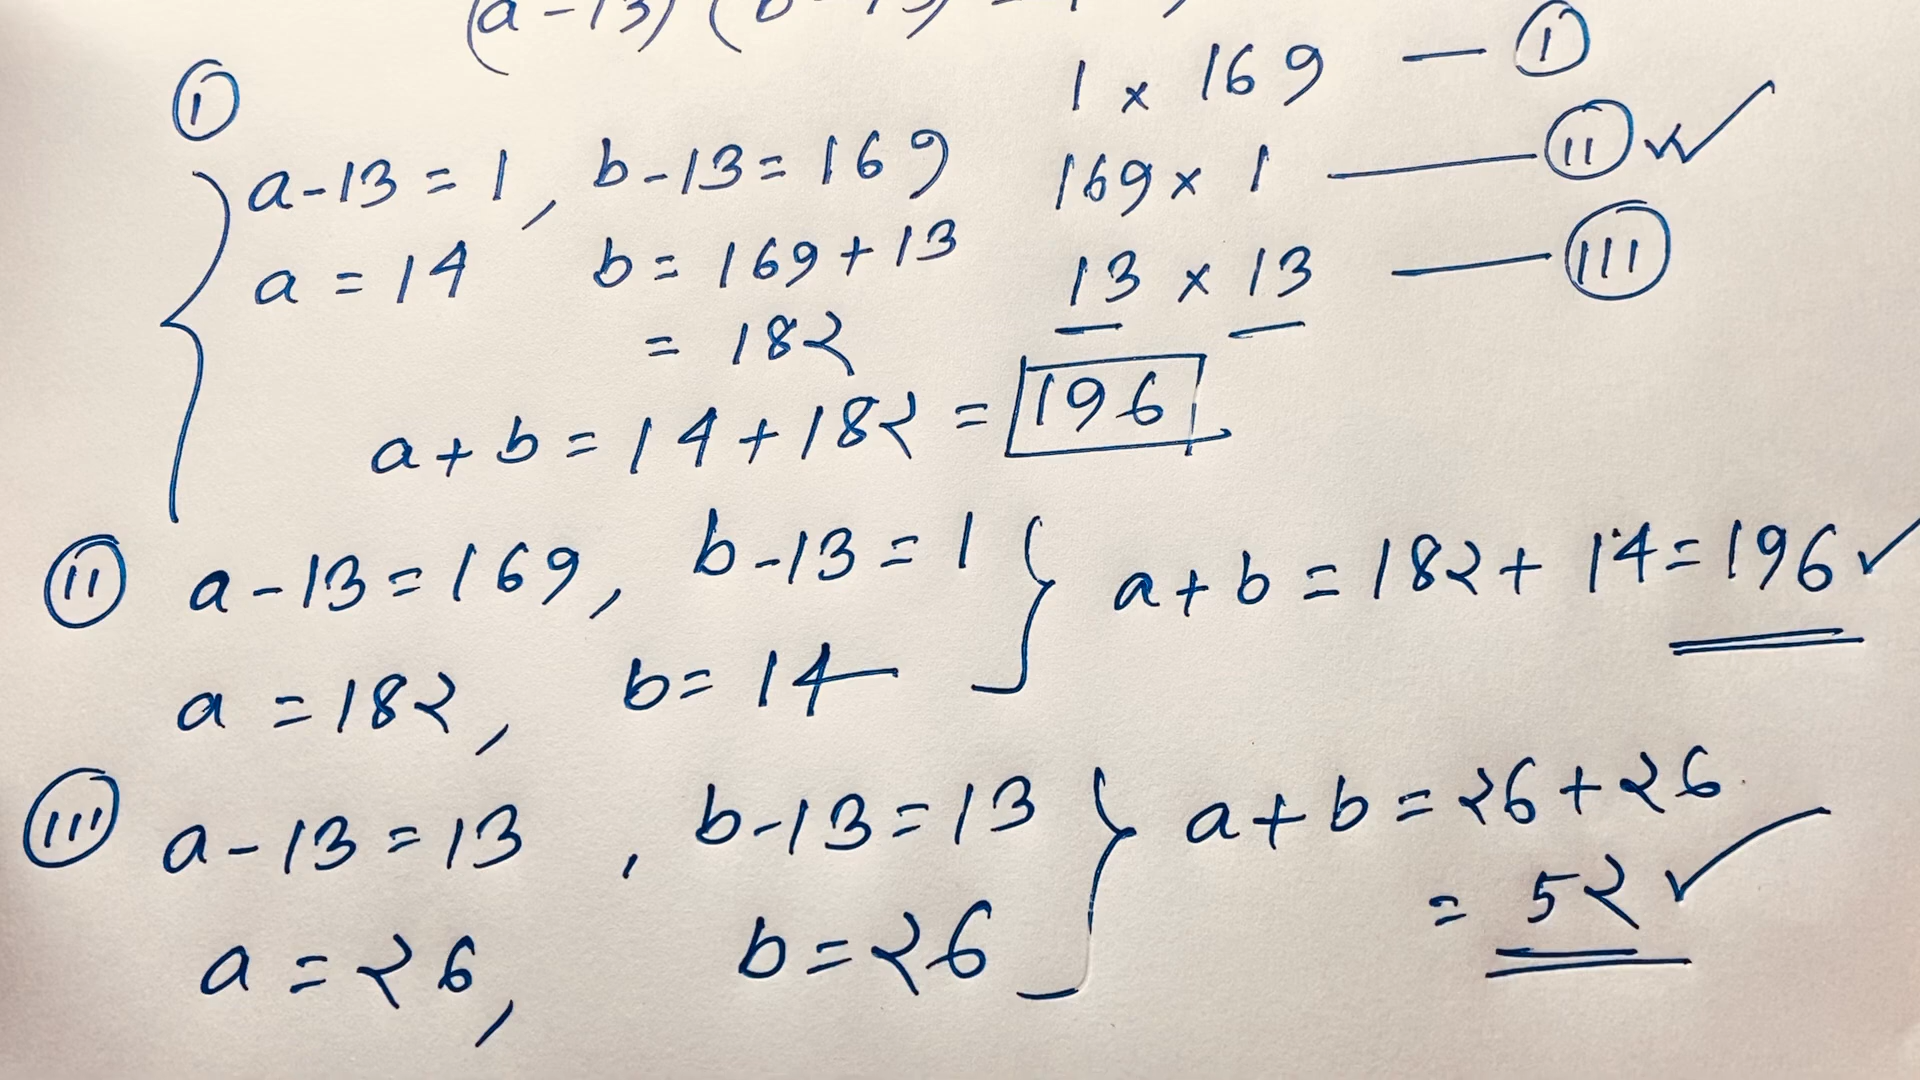 (a-13)(b-13) =
1 × 169 — I
169 × 1 — II
13 × 13 — III
I
a-13 = 1, b-13 = 169
a = 14 b = 169 + 13
= 182
a + b = 14 + 182 = 196
II a - 13 = 169, b - 13 = 1 } a + b = 182 + 14 = 196 ✓
a = 182, b = 14
III a - 13 = 13, b - 13 = 13 } a + b = 26 + 26
= 52 ✓
a = 26, b = 26